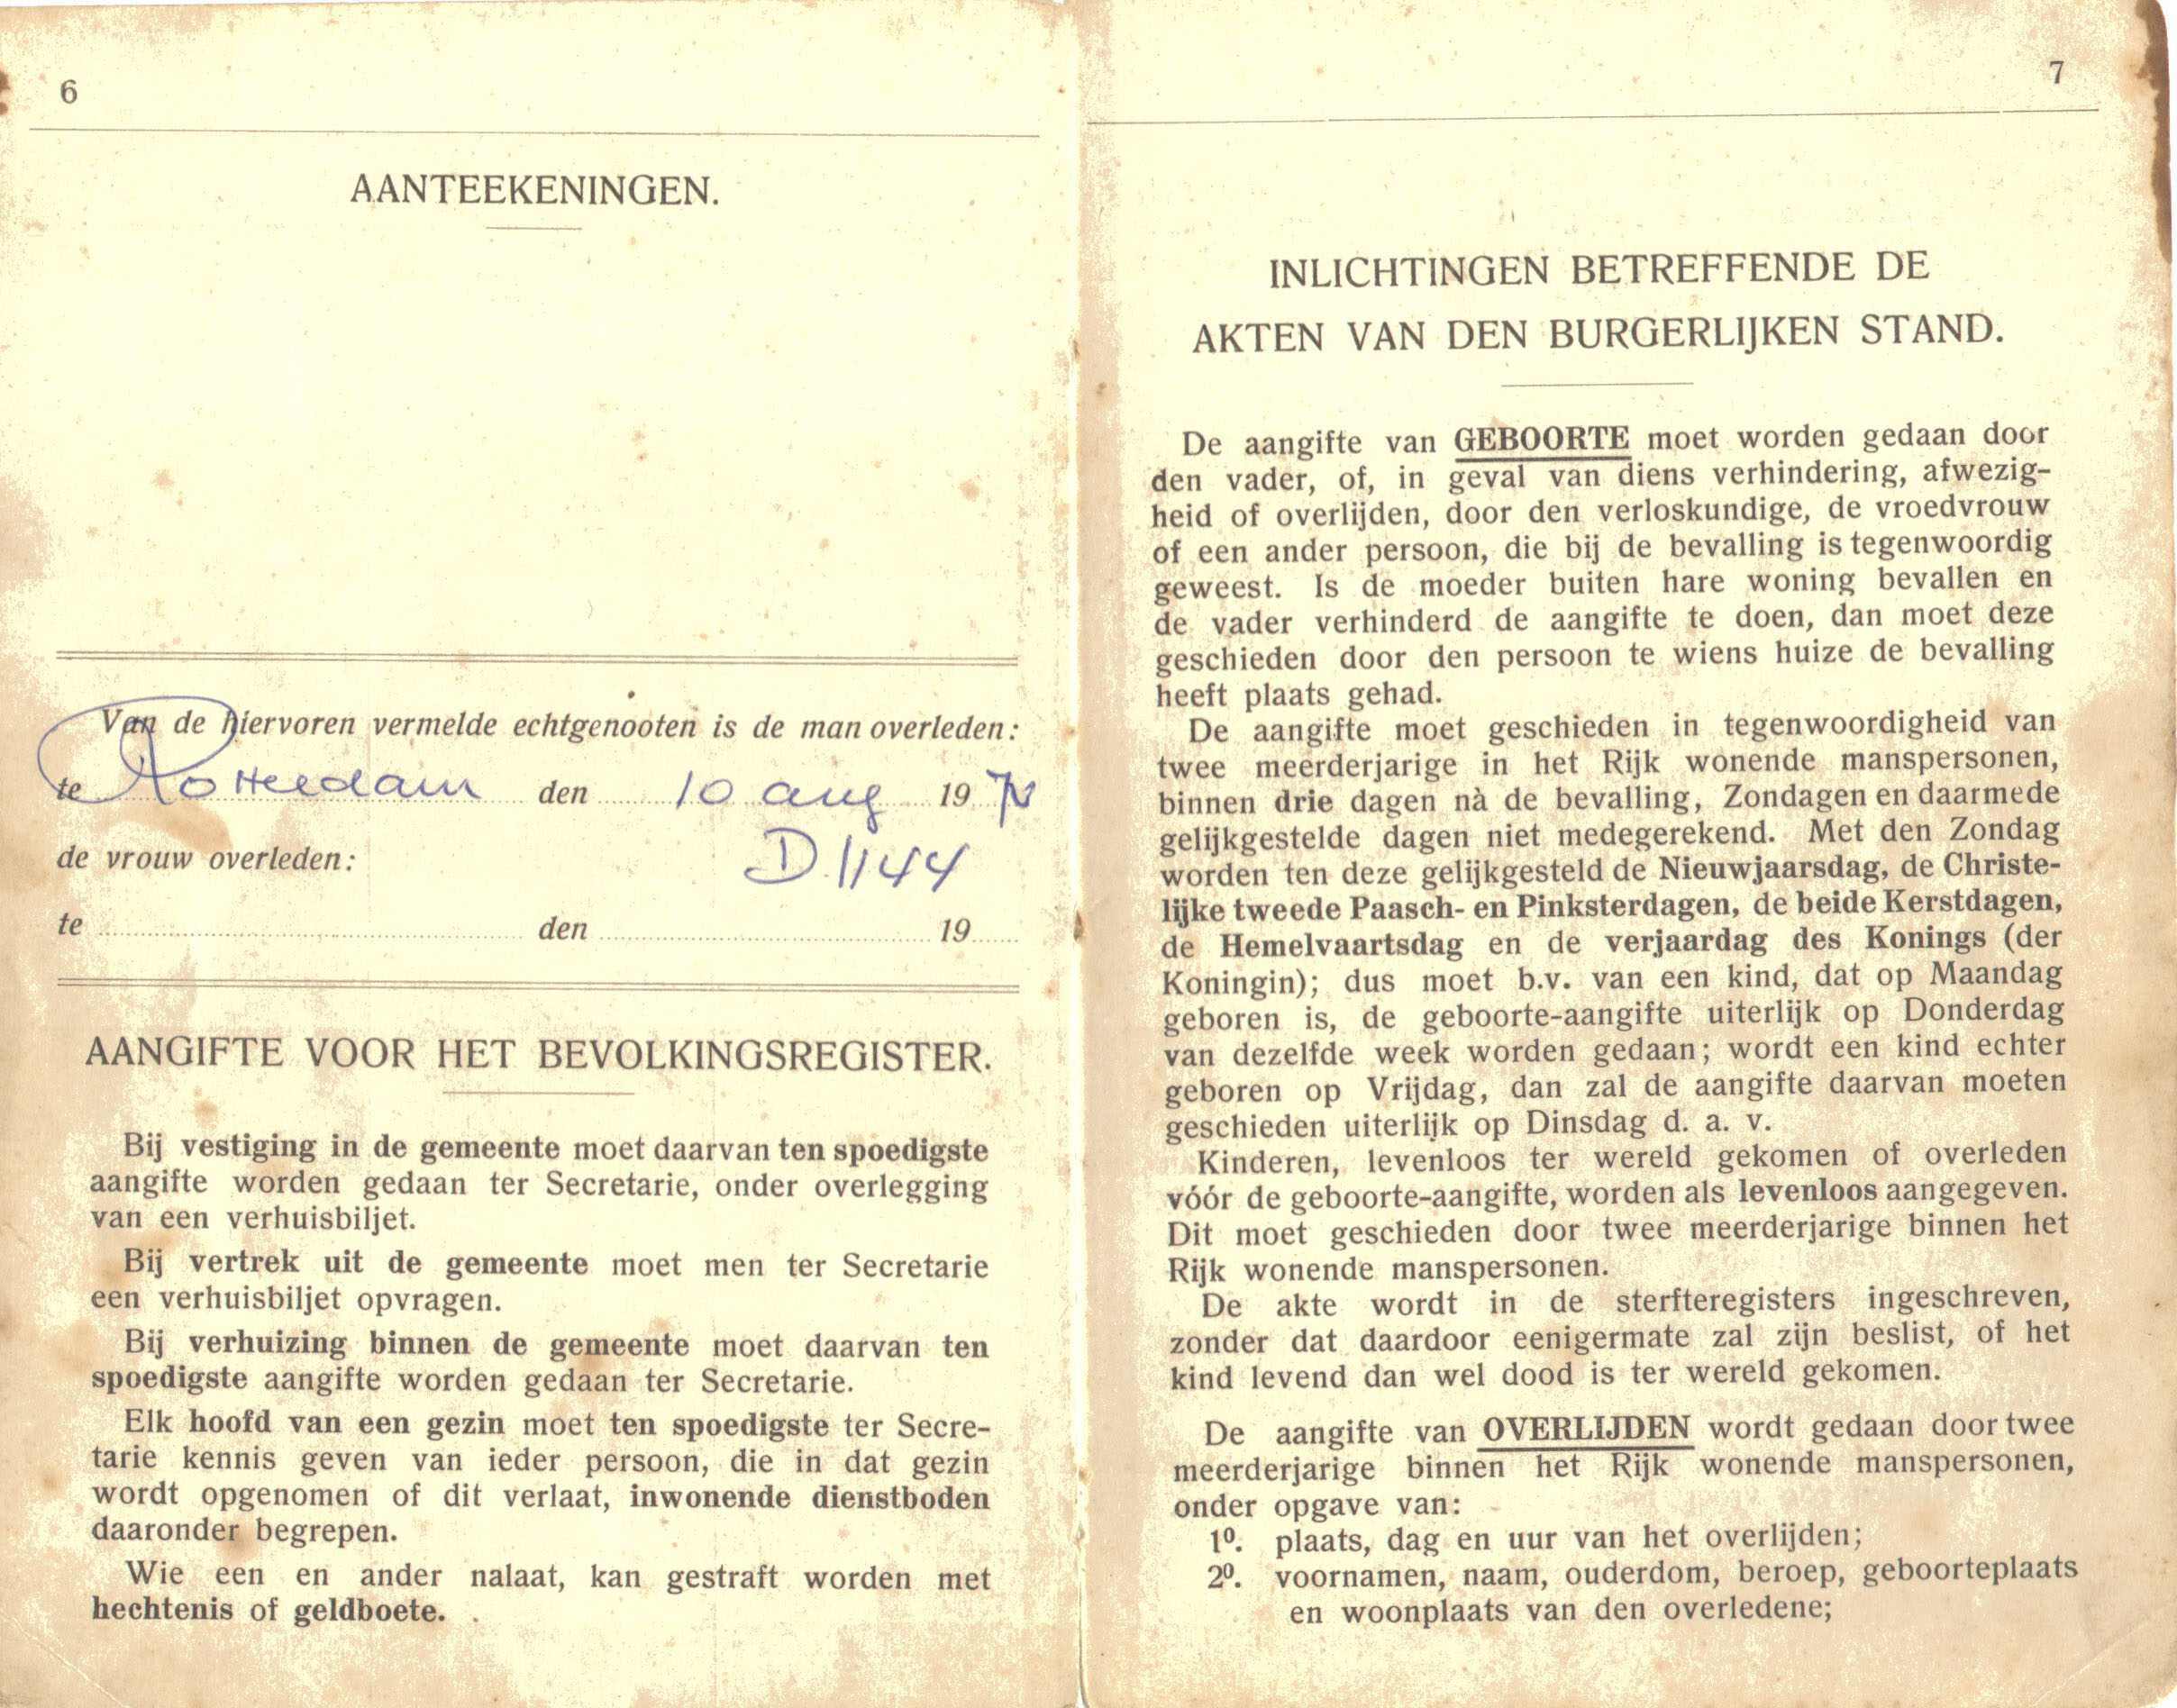 6
AANTEEKENINGEN.
Van de hiervoren vermelde echtgenooten is de man overleden:
te Rotterdam den 10 aug 19
de vrouw overleden:
D 1144
te den 19
AANGIFTE VOOR HET BEVOLKINGSREGISTER.
Bij vestiging in de gemeente moet daarvan ten spoedigste
aangifte worden gedaan ter Secretarie, onder overlegging
van een verhuisbiljet.
Bij vertrek uit de gemeente moet men ter Secretarie
een verhuisbiljet opvragen.
Bij verhuizing binnen de gemeente moet daarvan ten
spoedigste aangifte worden gedaan ter Secretarie.
Elk hoofd van een gezin moet ten spoedigste ter Secre-
tarie kennis geven van ieder persoon, die in dat gezin
wordt opgenomen of dit verlaat, inwonende dienstboden
daaronder begrepen.
Wie een en ander nalaat, kan gestraft worden met
hechtenis of geldboete.
7
INLICHTINGEN BETREFFENDE DE
AKTEN VAN DEN BURGERLIJKEN STAND.
De aangifte van GEBOORTE moet worden gedaan door
den vader, of, in geval van diens verhindering, afwezig-
heid of overlijden, door den verloskundige, de vroedvrouw
of een ander persoon, die bij de bevalling is tegenwoordig
geweest. Is de moeder buiten hare woning bevallen en
de vader verhinderd de aangifte te doen, dan moet deze
geschieden door den persoon te wiens huize de bevalling
heeft plaats gehad.
De aangifte moet geschieden in tegenwoordigheid van
twee meerderjarige in het Rijk wonende manspersonen,
binnen drie dagen nà de bevalling, Zondagen en daarmede
gelijkgestelde dagen niet medegerekend. Met den Zondag
worden ten deze gelijkgesteld de Nieuwjaarsdag, de Christe-
lijke tweede Paasch- en Pinksterdagen, de beide Kerstdagen,
de Hemelvaartsdag en de verjaardag des Konings (der
Koningin); dus moet b.v. van een kind, dat op Maandag
geboren is, de geboorte-aangifte uiterlijk op Donderdag
van dezelfde week worden gedaan; wordt een kind echter
geboren op Vrijdag, dan zal de aangifte daarvan moeten
geschieden uiterlijk op Dinsdag d. a. v.
Kinderen, levenloos ter wereld gekomen of overleden
vóór de geboorte-aangifte, worden als levenloos aangegeven.
Dit moet geschieden door twee meerderjarige binnen het
Rijk wonende manspersonen.
De akte wordt in de sterfteregisters ingeschreven,
zonder dat daardoor eenigermate zal zijn beslist, of het
kind levend dan wel dood is ter wereld gekomen.
De aangifte van OVERLIJDEN wordt gedaan door twee
meerderjarige binnen het Rijk wonende manspersonen,
onder opgave van:
1º. plaats, dag en uur van het overlijden;
2º. voornamen, naam, ouderdom, beroep, geboorteplaats
en woonplaats van den overledene;